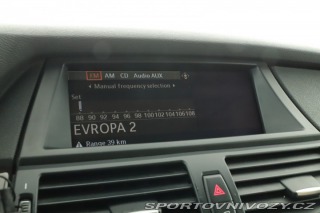 FM AM CD Audio AUX
Manual frequency selection
Set
88 90 92 94 96 98 100 102 104 106 108
EVROPA 2
Range 39 km
SPORTOVNIVOZY.CZ